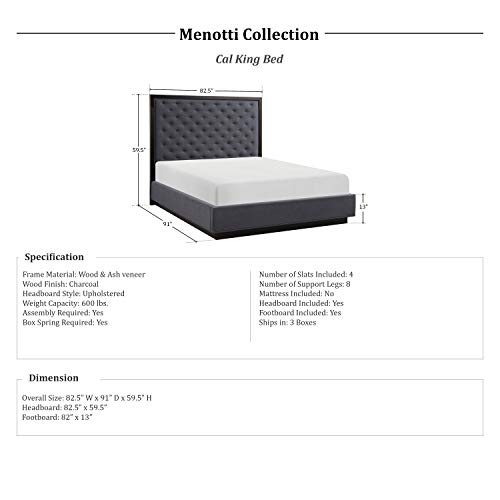 Menotti Collection
Cal King Bed
82.5"
59.5"
91"
13"
Specification
Frame Material: Wood & Ash veneer
Wood Finish: Charcoal
Headboard Style: Upholstered
Weight Capacity: 600 lbs.
Assembly Required: Yes
Box Spring Required: Yes
Number of Slats Included: 4
Number of Support Legs: 8
Mattress Included: No
Headboard Included: Yes
Footboard Included: Yes
Ships in: 3 Boxes
Dimension
Overall Size: 82.5" W x 91" D x 59.5" H
Headboard: 82.5" x 59.5"
Footboard: 82" x 13"